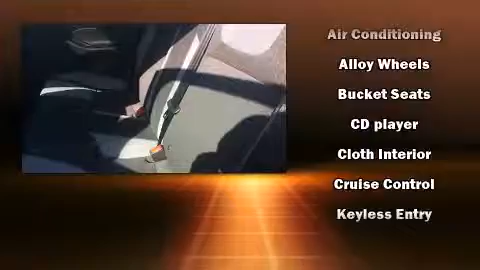 Air Conditioning
Alloy Wheels
Bucket Seats
CD player
Cloth Interior
Cruise Control
Keyless Entry